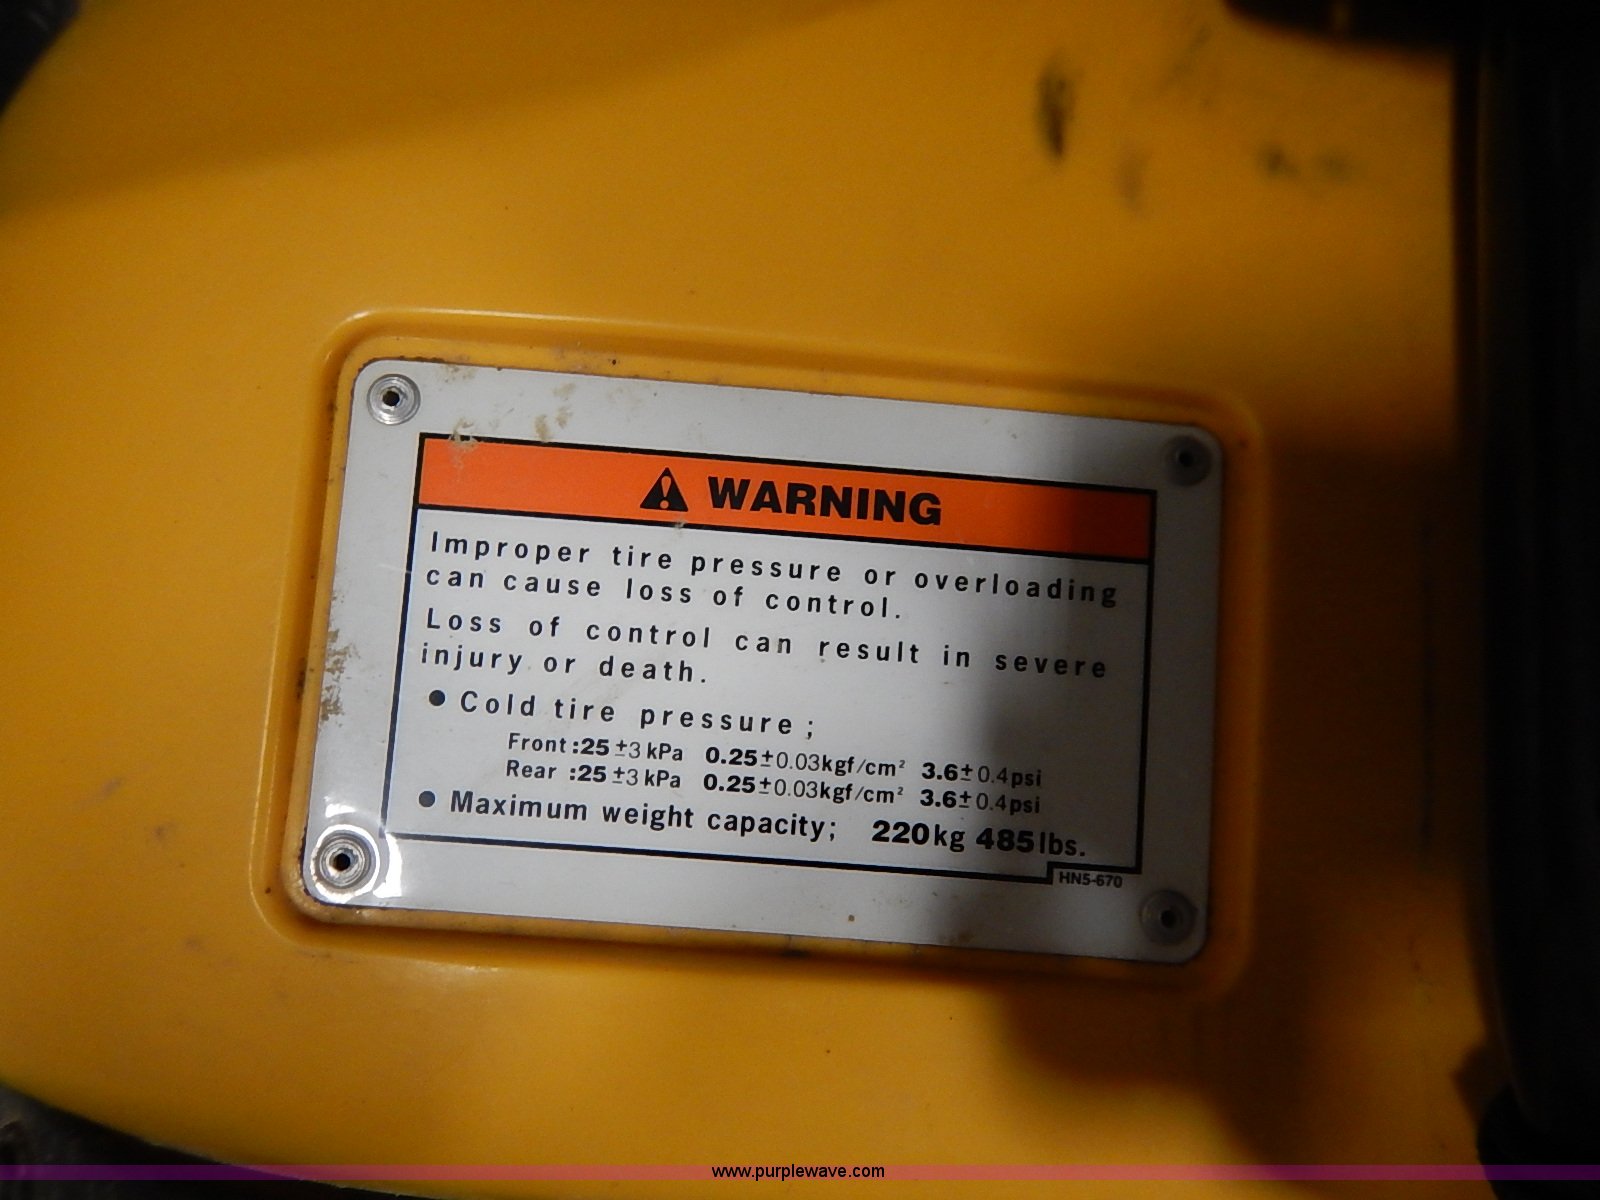 WARNING
Improper tire pressure or overloading
can cause loss of control.
Loss of control can result in severe
injury or death.
● Cold tire pressure ;
Front :25 ±3 kPa 0.25±0.03kgf/cm² 3.6±0.4psi
Rear :25 ±3 kPa 0.25±0.03kgf/cm² 3.6±0.4psi
● Maximum weight capacity; 220kg 485lbs.
HN5-670
www.purplewave.com